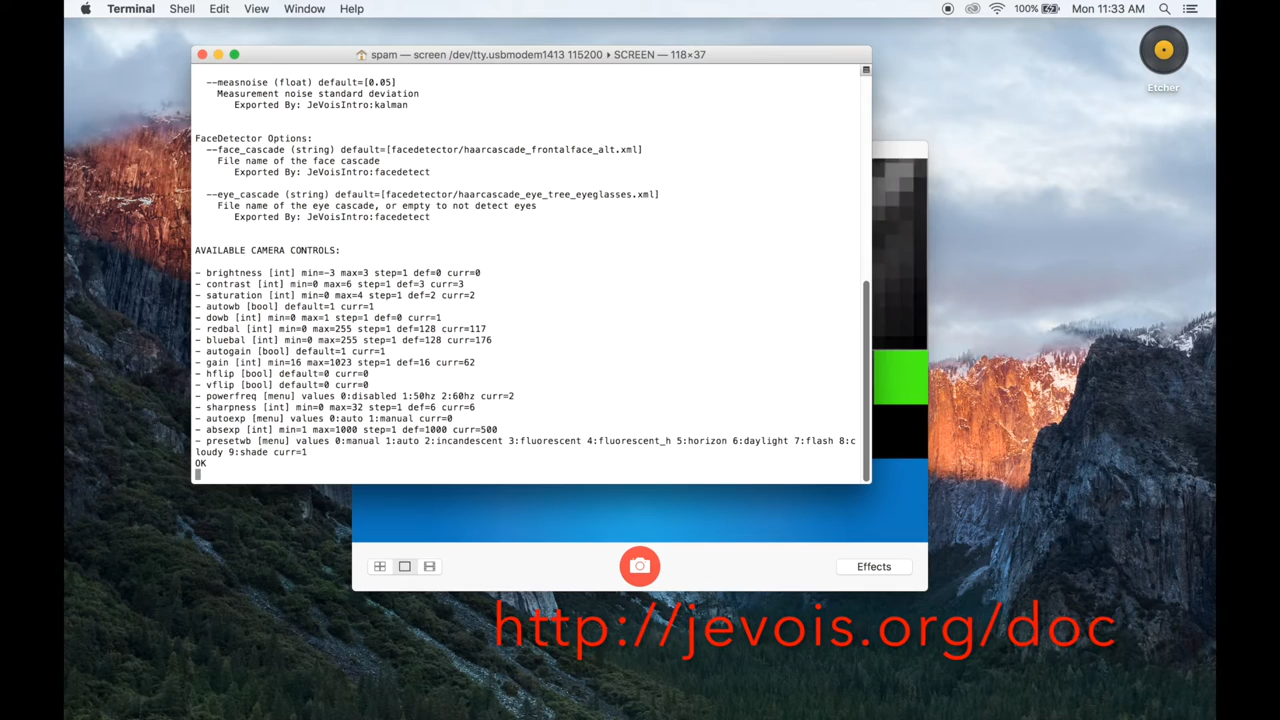 Terminal Shell Edit View Window Help 100% Mon 11:33 AM
spam — screen /dev/tty.usbmodem1413 115200 ▸ SCREEN — 118×37
--measnoise (float) default=[0.05]
Measurement noise standard deviation
Exported By: JeVoisIntro:kalman
FaceDetector Options:
--face_cascade (string) default=[facedetector/haarcascade_frontalface_alt.xml]
File name of the face cascade
Exported By: JeVoisIntro:facedetect
--eye_cascade (string) default=[facedetector/haarcascade_eye_tree_eyeglasses.xml]
File name of the eye cascade, or empty to not detect eyes
Exported By: JeVoisIntro:facedetect
AVAILABLE CAMERA CONTROLS:
- brightness [int] min=-3 max=3 step=1 def=0 curr=0
- contrast [int] min=0 max=6 step=1 def=3 curr=3
- saturation [int] min=0 max=4 step=1 def=2 curr=2
- autowb [bool] default=1 curr=1
- dowb [int] min=0 max=1 step=1 def=0 curr=1
- redbal [int] min=0 max=255 step=1 def=128 curr=117
- bluebal [int] min=0 max=255 step=1 def=128 curr=176
- autogain [bool] default=1 curr=1
- gain [int] min=16 max=1023 step=1 def=16 curr=62
- hflip [bool] default=0 curr=0
- vflip [bool] default=0 curr=0
- powerfreq [menu] values 0:disabled 1:50hz 2:60hz curr=2
- sharpness [int] min=0 max=32 step=1 def=6 curr=6
- autoexp [menu] values 0:auto 1:manual curr=0
- absexp [int] min=1 max=1000 step=1 def=1000 curr=500
- presetwb [menu] values 0:manual 1:auto 2:incandescent 3:fluorescent 4:fluorescent_h 5:horizon 6:daylight 7:flash 8:c
loudy 9:shade curr=1
OK
Etcher
Effects
http://jevois.org/doc